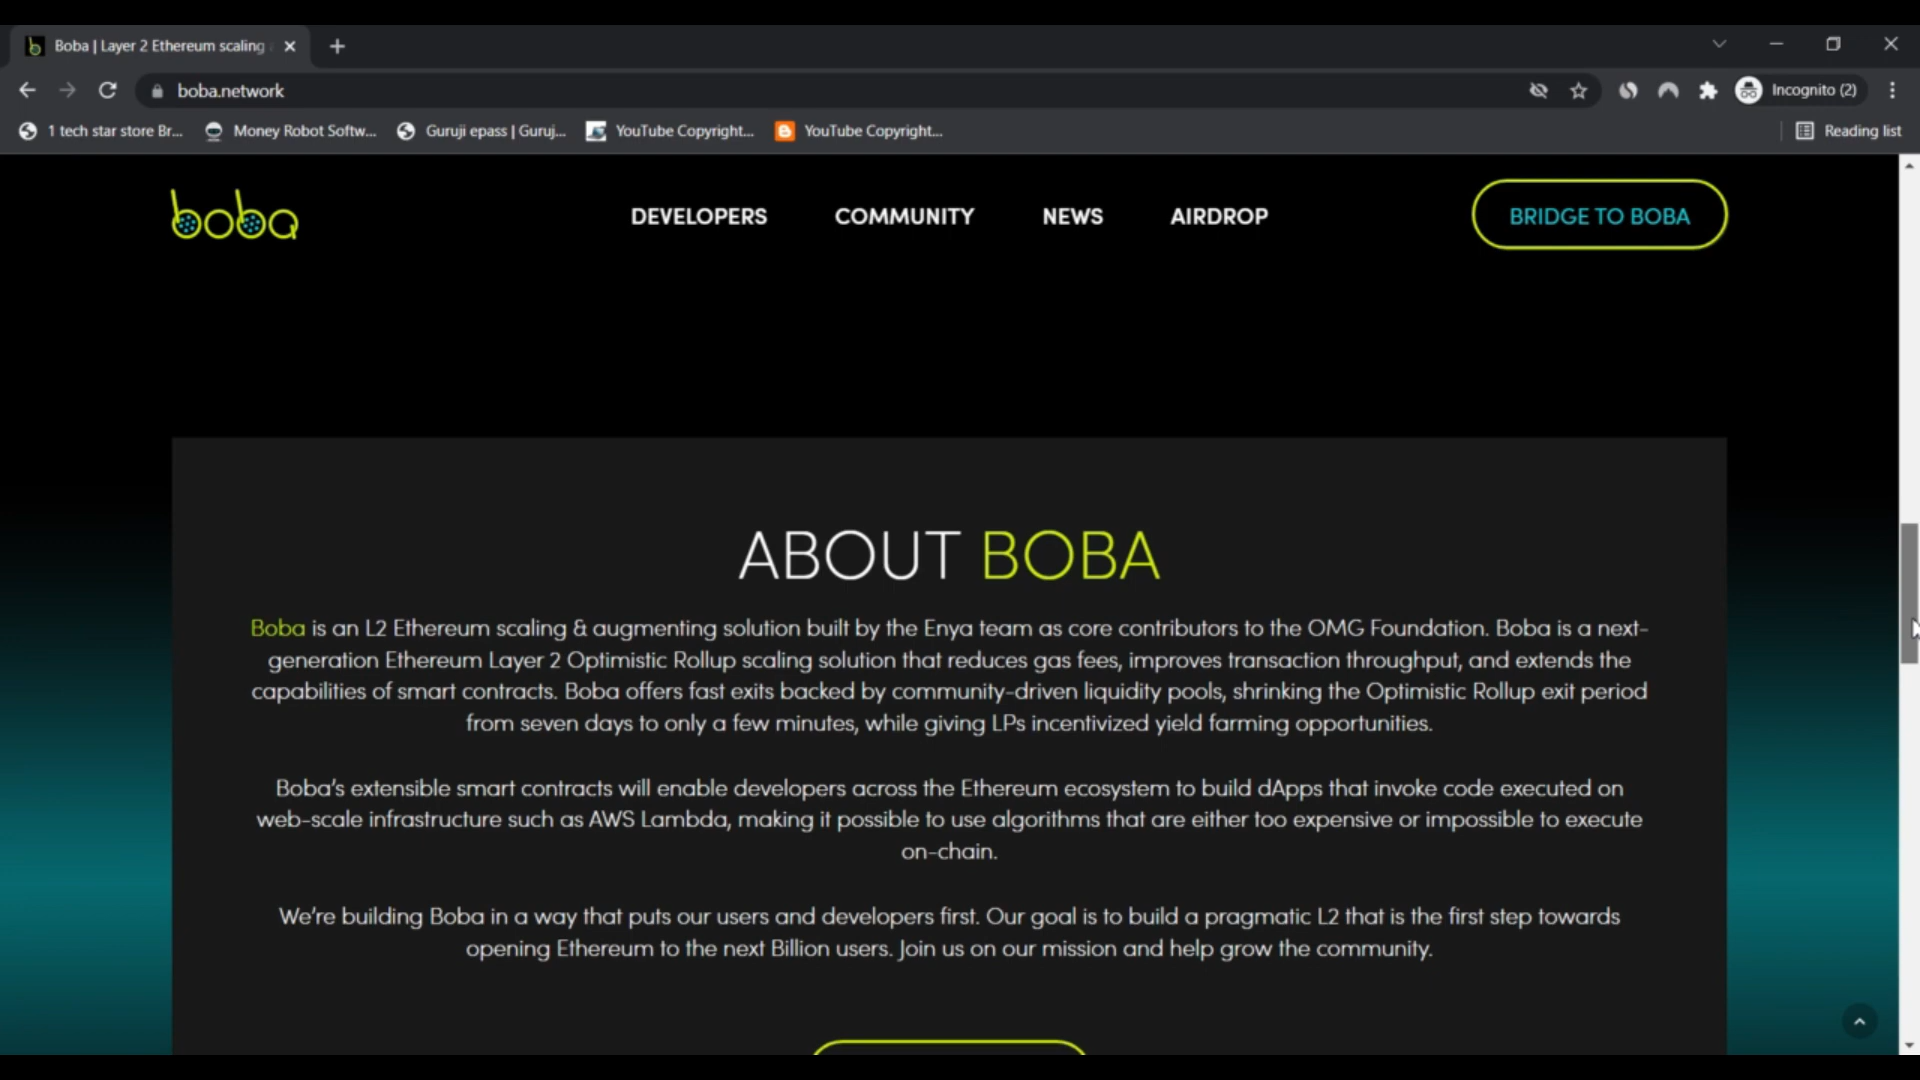 Boba | Layer 2 Ethereum scaling
boba.network
Incognito (2)
1 tech star store Br...
Money Robot Softw...
Guruji epass | Guruj...
YouTube Copyright...
YouTube Copyright...
Reading list
boba
DEVELOPERS
COMMUNITY
NEWS
AIRDROP
BRIDGE TO BOBA
ABOUT BOBA
Boba is an L2 Ethereum scaling & augmenting solution built by the Enya team as core contributors to the OMG Foundation. Boba is a next-
generation Ethereum Layer 2 Optimistic Rollup scaling solution that reduces gas fees, improves transaction throughput, and extends the
capabilities of smart contracts. Boba offers fast exits backed by community-driven liquidity pools, shrinking the Optimistic Rollup exit period
from seven days to only a few minutes, while giving LPs incentivized yield farming opportunities.
Boba's extensible smart contracts will enable developers across the Ethereum ecosystem to build dApps that invoke code executed on
web-scale infrastructure such as AWS Lambda, making it possible to use algorithms that are either too expensive or impossible to execute
on-chain.
We're building Boba in a way that puts our users and developers first. Our goal is to build a pragmatic L2 that is the first step towards
opening Ethereum to the next Billion users. Join us on our mission and help grow the community.